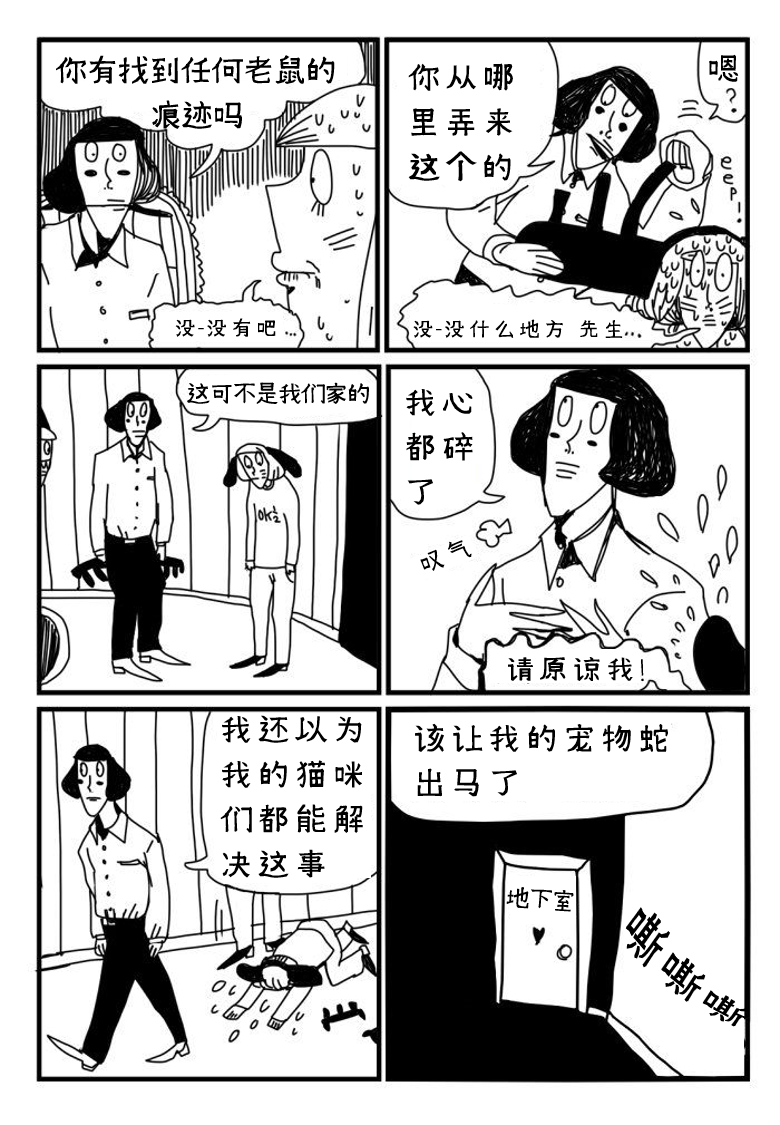 你有找到任何老鼠的
痕迹吗
没-没有吧...
你从哪
里弄来
这个的
嗯?
eep!
没-没什么地方 先生...
这可不是我们家的
OK½
我心
都碎
了
叹气
请原谅我!
我还以为
我的猫咪
们都能解
决这事
该让我的宠物蛇
出马了
地下室
嘶嘶嘶